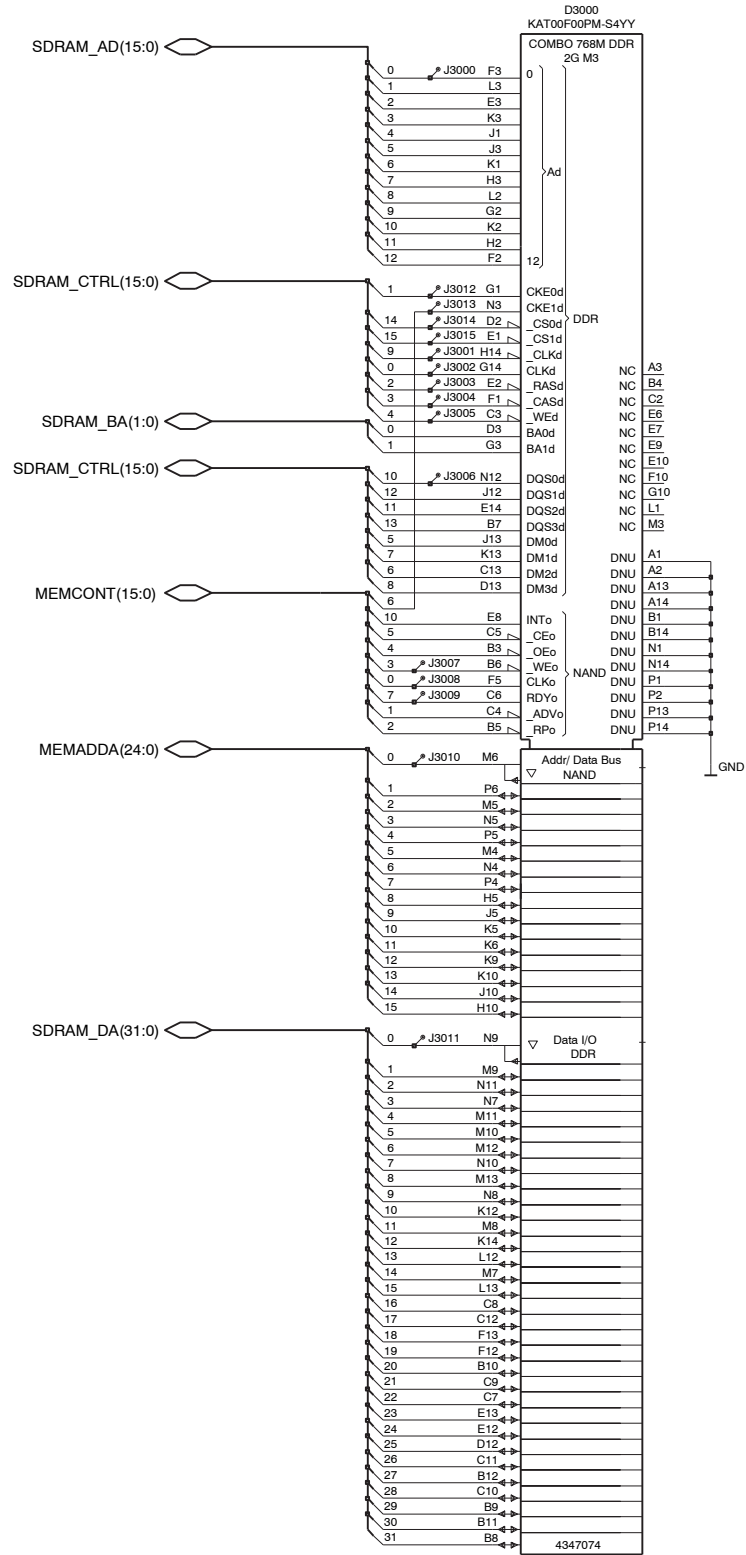 D3000
KAT00F00PM-S4YY
COMBO 768M DDR
2G M3
SDRAM_AD(15:0)
0 J3000 F3 0
1 L3
2 E3
3 K3
4 J1
5 J3
6 K1 Ad
7 H3
8 L2
9 G2
10 K2
11 H2
12 F2 12
SDRAM_CTRL(15:0)
1 J3012 G1 CKE0d
J3013 N3 CKE1d
14 J3014 D2 _CS0d DDR
15 J3015 E1 _CS1d
9 J3001 H14 _CLKd
0 J3002 G14 CLKd NC A3
2 J3003 E2 _RASd NC B4
3 J3004 F1 _CASd NC C2
4 J3005 C3 _WEd NC E6
SDRAM_BA(1:0)
0 D3 BA0d NC E7
1 G3 BA1d NC E9
NC E10
SDRAM_CTRL(15:0)
10 J3006 N12 DQS0d NC F10
12 J12 DQS1d NC G10
11 E14 DQS2d NC L1
13 B7 DQS3d NC M3
5 J13 DM0d
7 K13 DM1d DNU A1
6 C13 DM2d DNU A2
8 D13 DM3d DNU A13
MEMCONT(15:0)
6 DNU A14
10 E8 INTo DNU B1
5 C5 _CEo DNU B14
4 B3 _OEo DNU N1
3 J3007 B6 _WEo NAND DNU N14
0 J3008 F5 CLKo DNU P1
7 J3009 C6 RDYo DNU P2
1 C4 _ADVo DNU P13
2 B5 _RPo DNU P14
GND
MEMADDA(24:0)
0 J3010 M6 Addr/ Data Bus
NAND
1 P6
2 M5
3 N5
4 P5
5 M4
6 N4
7 P4
8 H5
9 J5
10 K5
11 K6
12 K9
13 K10
14 J10
15 H10
SDRAM_DA(31:0)
0 J3011 N9 Data I/O
DDR
1 M9
2 N11
3 N7
4 M11
5 M10
6 M12
7 N10
8 M13
9 N8
10 K12
11 M8
12 K14
13 L12
14 M7
15 L13
16 C8
17 C12
18 F13
19 F12
20 B10
21 C9
22 C7
23 E13
24 E12
25 D12
26 C11
27 B12
28 C10
29 B9
30 B11
31 B8
4347074